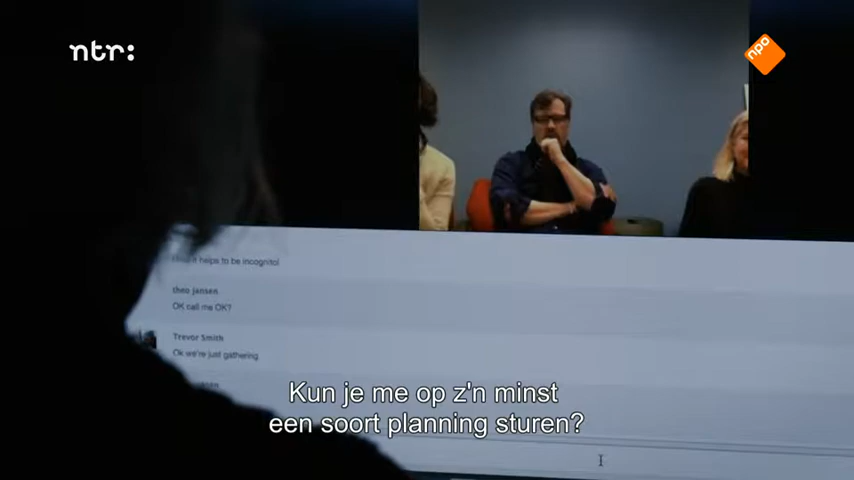 ntr:
npo
helps to be incognito!
theo jansen
OK call me OK?
Trevor Smith
Ok we're just gathering
Kun je me op z'n minst
een soort planning sturen?